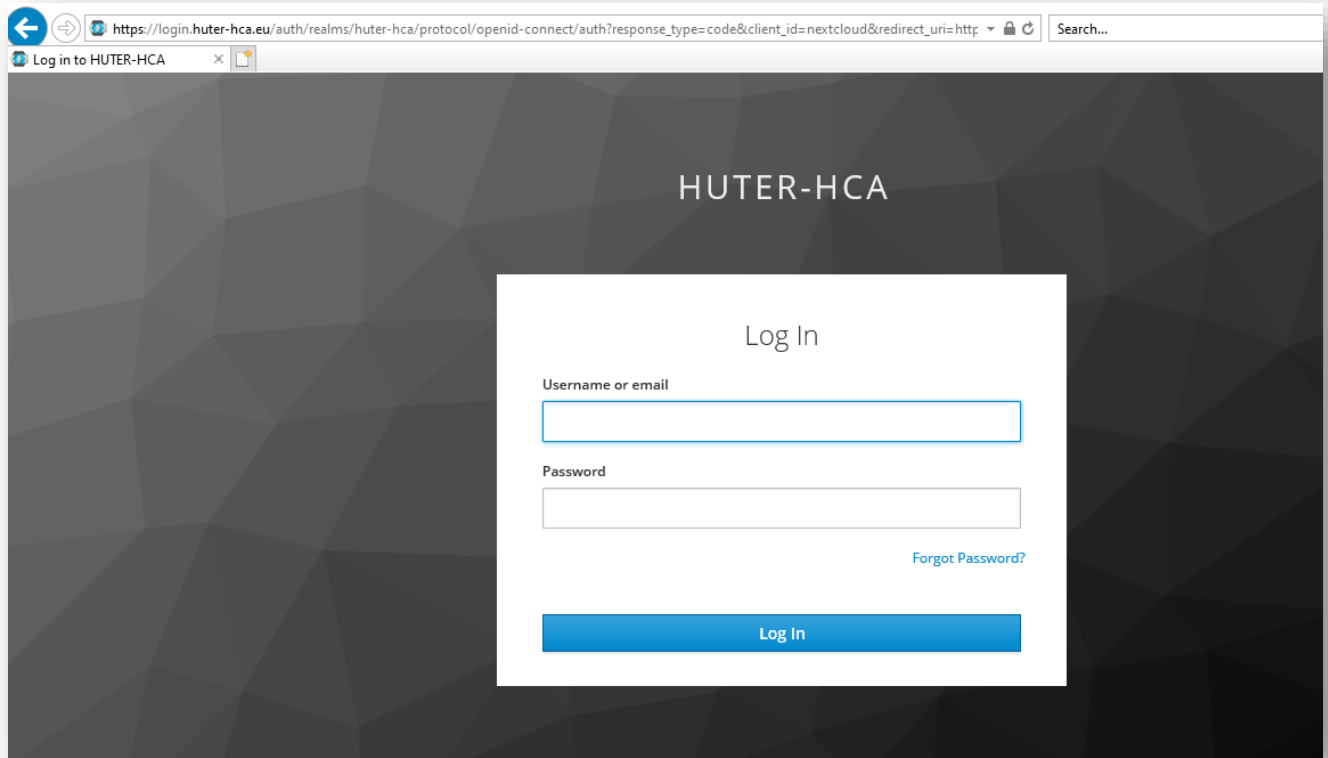 https://login.huter-hca.eu/auth/realms/huter-hca/protocol/openid-connect/auth?response_type=code&client_id=nextcloud&redirect_uri=http
Search...
Log in to HUTER-HCA
HUTER-HCA
Log In
Username or email
Password
Forgot Password?
Log In